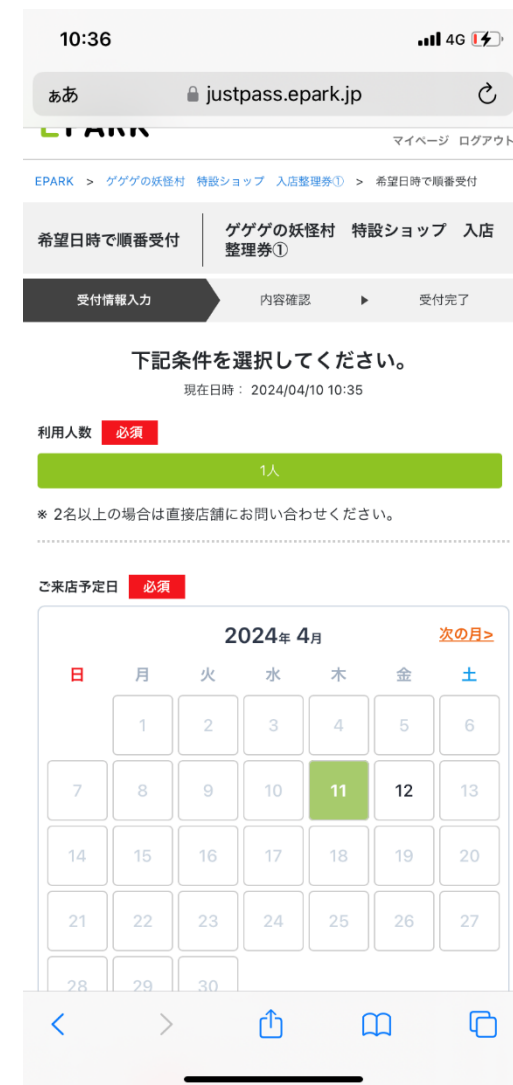 10:36
4G
ああ justpass.epark.jp
EPARK
マイページ ログアウト
EPARK > ゲゲゲの妖怪村 特設ショップ 入店整理券① > 希望日時で順番受付
希望日時で順番受付
ゲゲゲの妖怪村 特設ショップ 入店
整理券①
受付情報入力 内容確認 ▶ 受付完了
下記条件を選択してください。
現在日時： 2024/04/10 10:35
利用人数 必須
1人
※ 2名以上の場合は直接店舗にお問い合わせください。
ご来店予定日 必須
2024年 4月 次の月>
日 月 火 水 木 金 土
1 2 3 4 5 6
7 8 9 10 11 12 13
14 15 16 17 18 19 20
21 22 23 24 25 26 27
28 29 30